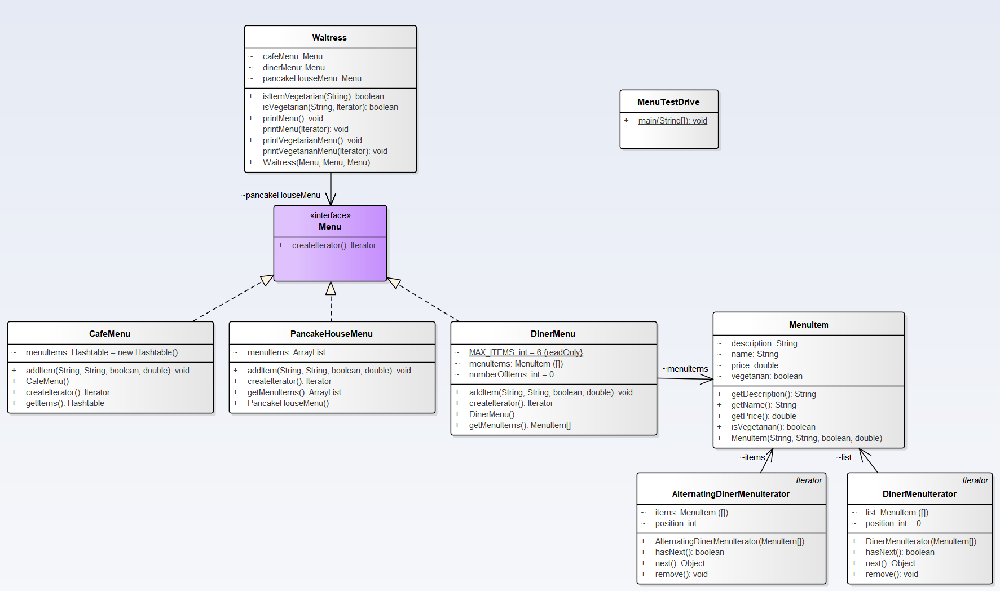 Waitress
~ cafeMenu: Menu
~ dinerMenu: Menu
~ pancakeHouseMenu: Menu
+ isItemVegetarian(String): boolean
- isVegetarian(String, Iterator): boolean
+ printMenu(): void
- printMenu(Iterator): void
+ printVegetarianMenu(): void
- printVegetarianMenu(Iterator): void
+ Waitress(Menu, Menu, Menu)
MenuTestDrive
+ main(String[]): void
~pancakeHouseMenu
«interface»
Menu
+ createIterator(): Iterator
CafeMenu
~ menuItems: Hashtable = new Hashtable()
+ addItem(String, String, boolean, double): void
+ CafeMenu()
+ createIterator(): Iterator
+ getItems(): Hashtable
PancakeHouseMenu
~ menuItems: ArrayList
+ addItem(String, String, boolean, double): void
+ createIterator(): Iterator
+ getMenuItems(): ArrayList
+ PancakeHouseMenu()
DinerMenu
~ MAX_ITEMS: int = 6 {readOnly}
~ menuItems: MenuItem ([])
~ numberOfItems: int = 0
+ addItem(String, String, boolean, double): void
+ createIterator(): Iterator
+ DinerMenu()
+ getMenuItems(): MenuItem[]
~menuItems
MenuItem
~ description: String
~ name: String
~ price: double
~ vegetarian: boolean
+ getDescription(): String
+ getName(): String
+ getPrice(): double
+ isVegetarian(): boolean
+ MenuItem(String, String, boolean, double)
~items
~list
Iterator
AlternatingDinerMenuIterator
~ items: MenuItem ([])
~ position: int
+ AlternatingDinerMenuIterator(MenuItem[])
+ hasNext(): boolean
+ next(): Object
+ remove(): void
Iterator
DinerMenuIterator
~ list: MenuItem ([])
~ position: int = 0
+ DinerMenuIterator(MenuItem[])
+ hasNext(): boolean
+ next(): Object
+ remove(): void